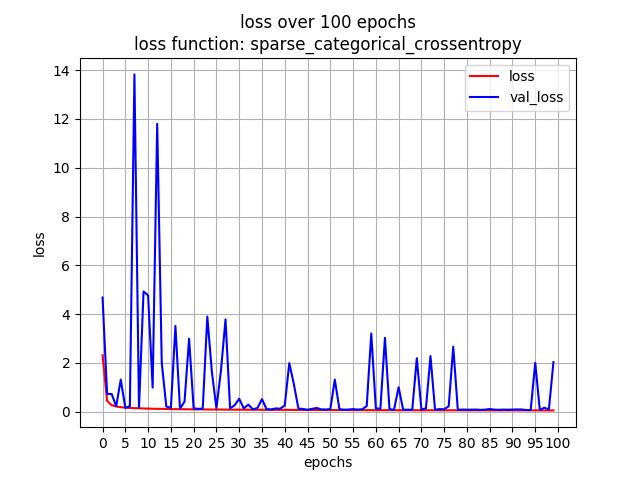 loss over 100 epochs
loss function: sparse_categorical_crossentropy
loss
val_loss
14
12
10
8
6
4
2
0
loss
0 5 10 15 20 25 30 35 40 45 50 55 60 65 70 75 80 85 90 95 100
epochs